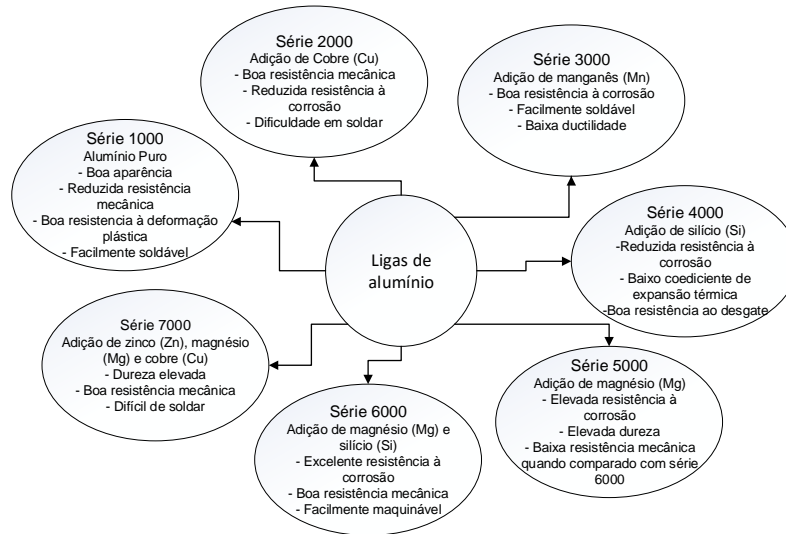 Série 2000
Adição de Cobre (Cu)
- Boa resistência mecânica
- Reduzida resistência à
corrosão
- Dificuldade em soldar
Série 3000
Adição de manganês (Mn)
- Boa resistência à corrosão
- Facilmente soldável
- Baixa ductilidade
Série 1000
Alumínio Puro
- Boa aparência
- Reduzida resistência
mecânica
- Boa resistencia à deformação
plástica
- Facilmente soldável
Ligas de
alumínio
Série 4000
Adição de silício (Si)
-Reduzida resistência à
corrosão
- Baixo coediciente de
expansão térmica
-Boa resistência ao desgate
Série 7000
Adição de zinco (Zn), magnésio
(Mg) e cobre (Cu)
- Dureza elevada
- Boa resistência mecânica
- Difícil de soldar
Série 6000
Adição de magnésio (Mg) e
silício (Si)
- Excelente resistência à
corrosão
- Boa resistência mecânica
- Facilmente maquinável
Série 5000
Adição de magnésio (Mg)
- Elevada resistência à
corrosão
- Elevada dureza
- Baixa resistência mecânica
quando comparado com série
6000